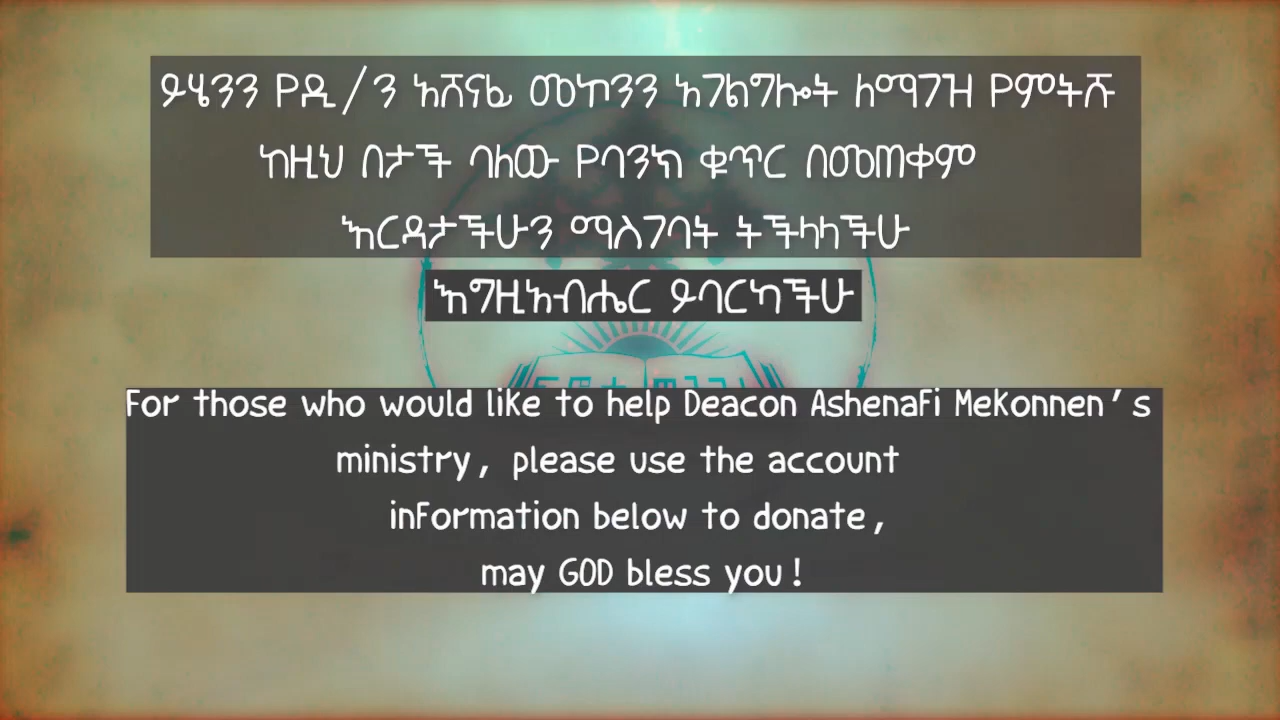 ይሄንን የዲ/ን አሸናፊ መኮንን አገልግሎት ለማገዝ የምትሹ
ከዚህ በታች ባለው የባንክ ቁጥር በመጠቀም
እርዳታችሁን ማስገባት ትችላላችሁ
እግዚአብሔር ይባርካችሁ
For those who would like to help Deacon Ashenafi Mekonnen's
ministry, please use the account
information below to donate,
may GOD bless you!